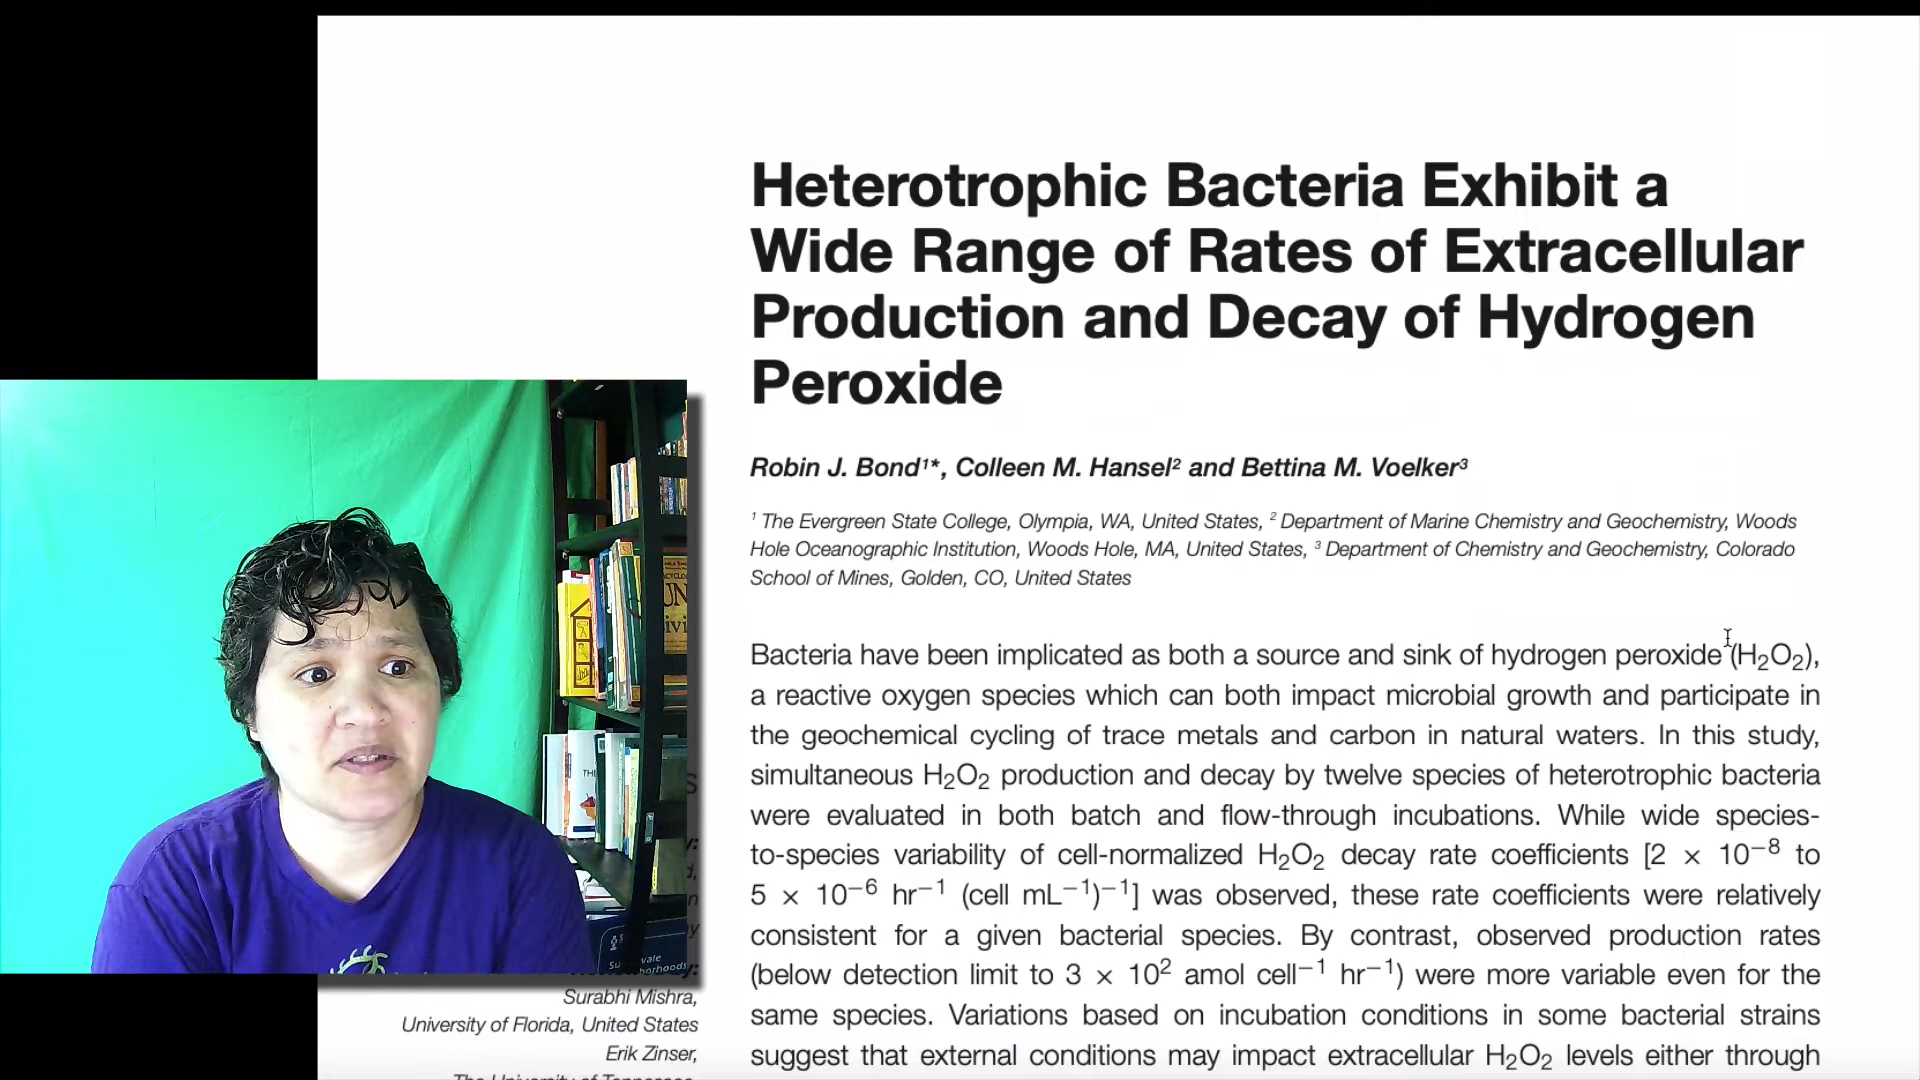 Heterotrophic Bacteria Exhibit a
Wide Range of Rates of Extracellular
Production and Decay of Hydrogen
Peroxide
Robin J. Bond¹*, Colleen M. Hansel² and Bettina M. Voelker³
¹ The Evergreen State College, Olympia, WA, United States, ² Department of Marine Chemistry and Geochemistry, Woods
Hole Oceanographic Institution, Woods Hole, MA, United States, ³ Department of Chemistry and Geochemistry, Colorado
School of Mines, Golden, CO, United States
Bacteria have been implicated as both a source and sink of hydrogen peroxide (H₂O₂),
a reactive oxygen species which can both impact microbial growth and participate in
the geochemical cycling of trace metals and carbon in natural waters. In this study,
simultaneous H₂O₂ production and decay by twelve species of heterotrophic bacteria
were evaluated in both batch and flow-through incubations. While wide species-
to-species variability of cell-normalized H₂O₂ decay rate coefficients [2 × 10⁻⁸ to
5 × 10⁻⁶ hr⁻¹ (cell mL⁻¹)⁻¹] was observed, these rate coefficients were relatively
consistent for a given bacterial species. By contrast, observed production rates
(below detection limit to 3 × 10² amol cell⁻¹ hr⁻¹) were more variable even for the
same species. Variations based on incubation conditions in some bacterial strains
suggest that external conditions may impact extracellular H₂O₂ levels either through
Surabhi Mishra,
University of Florida, United States
Erik Zinser,
The University of Tennessee,